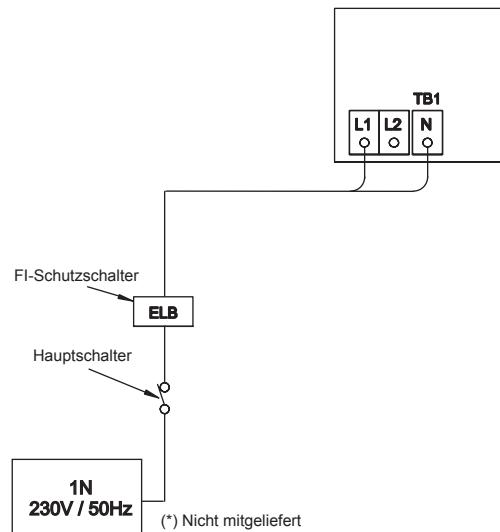 TB1
L1 L2 N
FI-Schutzschalter
ELB
Hauptschalter
1N
230V / 50Hz
(*) Nicht mitgeliefert